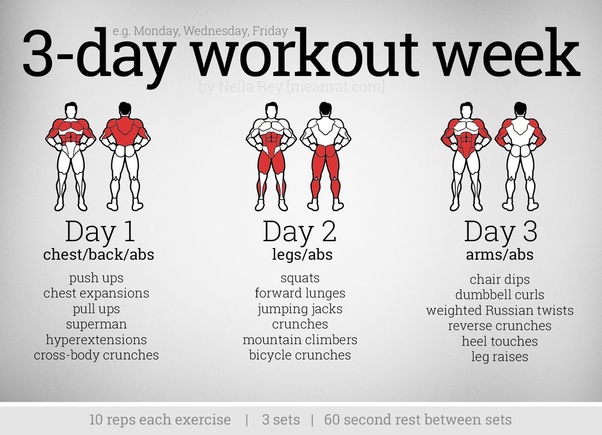 e.g. Monday, Wednesday, Friday
3-day workout week
by Neila Rey [meanrat.com]
Day 1
chest/back/abs
push ups
chest expansions
pull ups
superman
hyperextensions
cross-body crunches
Day 2
legs/abs
squats
forward lunges
jumping jacks
crunches
mountain climbers
bicycle crunches
Day 3
arms/abs
chair dips
dumbbell curls
weighted Russian twists
reverse crunches
heel touches
leg raises
10 reps each exercise | 3 sets | 60 second rest between sets